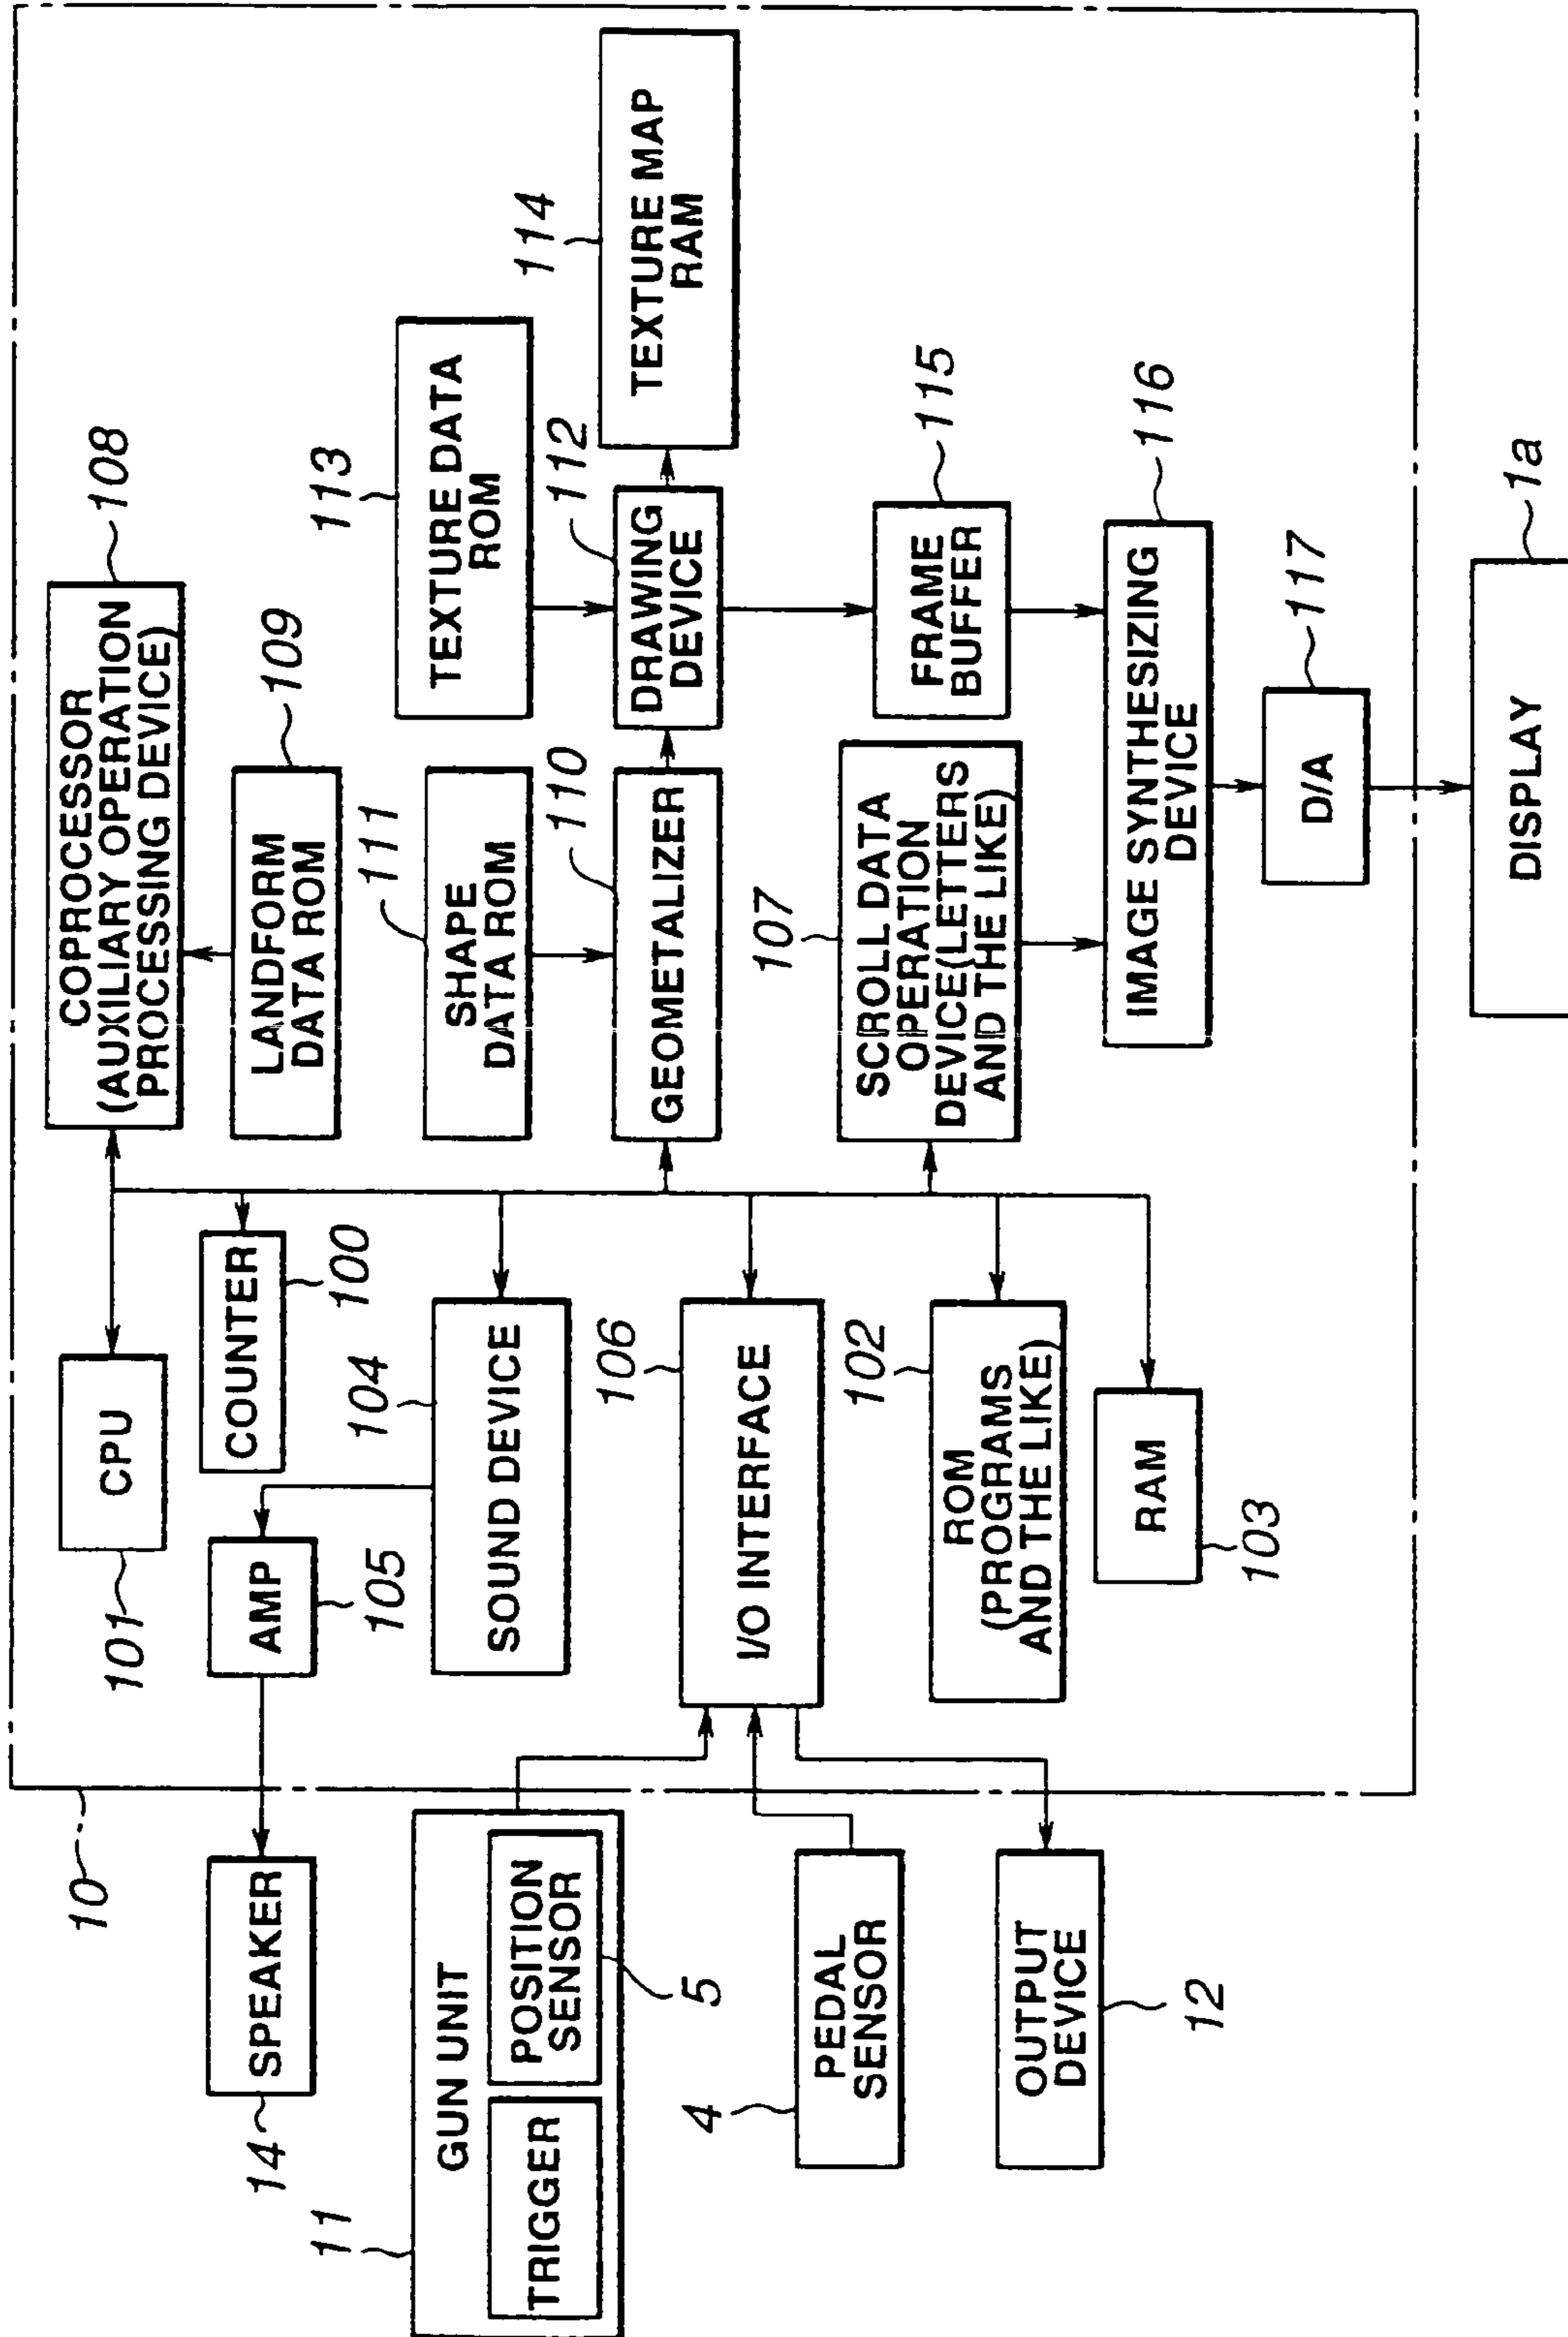 10
COPROCESSOR
(AUXILIARY OPERATION
PROCESSING DEVICE)
108
CPU
101
LANDFORM
DATA ROM
109
COUNTER
100
AMP
105
SPEAKER
14
SHAPE
DATA ROM
111
TEXTURE DATA
ROM
113
SOUND DEVICE
104
GUN UNIT
11
TRIGGER
POSITION
SENSOR
5
GEOMETALIZER
110
DRAWING
DEVICE
112
TEXTURE MAP
RAM
114
I/O INTERFACE
106
PEDAL
SENSOR
4
SCROLL DATA
OPERATION
DEVICE(LETTERS
AND THE LIKE)
107
FRAME
BUFFER
115
ROM
(PROGRAMS
AND THE LIKE)
102
OUTPUT
DEVICE
12
RAM
103
IMAGE SYNTHESIZING
DEVICE
116
D/A
117
DISPLAY
1a